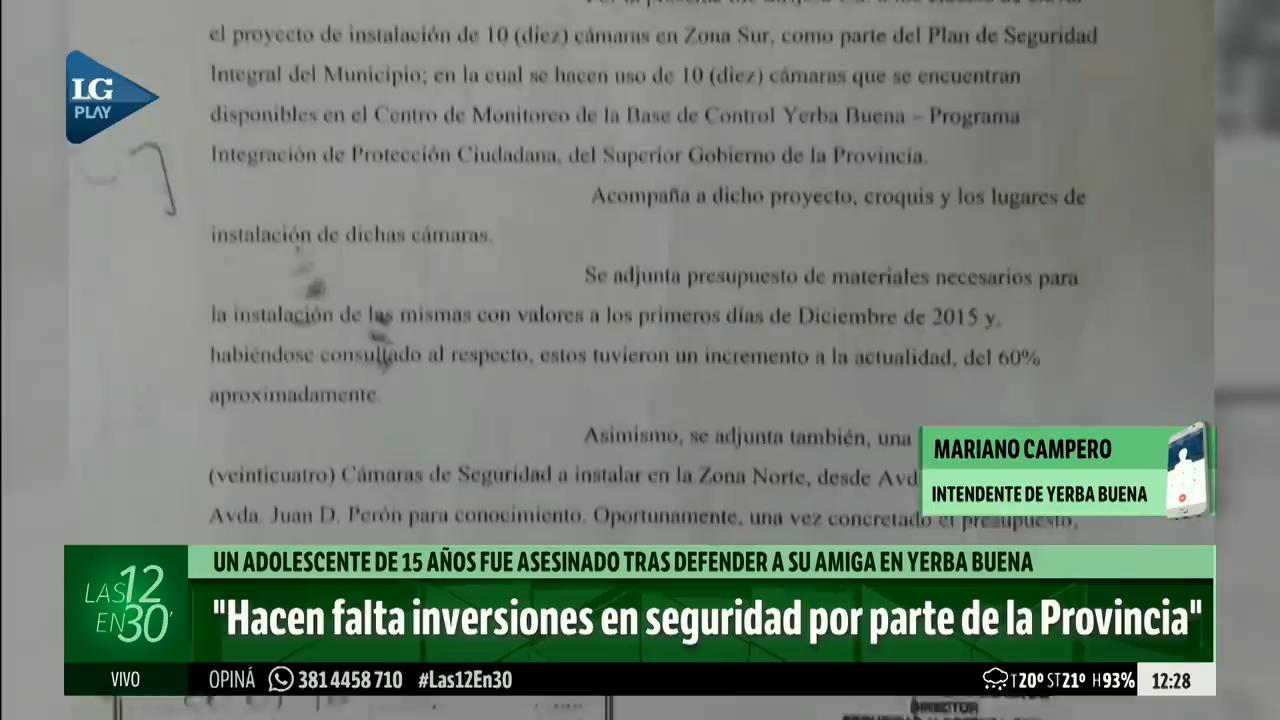 el proyecto de instalación de 10 (diez) cámaras en Zona Sur, como parte del Plan de Seguridad
Integral del Municipio; en la cual se hacen uso de 10 (diez) cámaras que se encuentran
disponibles en el Centro de Monitoreo de la Base de Control Yerba Buena – Programa
Integración de Protección Ciudadana, del Superior Gobierno de la Provincia.
Acompaña a dicho proyecto, croquis y los lugares de
instalación de dichas cámaras.
Se adjunta presupuesto de materiales necesarios para
la instalación de las mismas con valores a los primeros días de Diciembre de 2015 y,
habiéndose consultado al respecto, estos tuvieron un incremento a la actualidad, del 60%
aproximadamente.
Asimismo, se adjunta también, una
(veinticuatro) Cámaras de Seguridad a instalar en la Zona Norte, desde Avd
Avda. Juan D. Perón para conocimiento. Oportunamente, una vez concretado el presupuesto,
LG
PLAY
MARIANO CAMPERO
INTENDENTE DE YERBA BUENA
UN ADOLESCENTE DE 15 AÑOS FUE ASESINADO TRAS DEFENDER A SU AMIGA EN YERBA BUENA
"Hacen falta inversiones en seguridad por parte de la Provincia"
LAS 12
EN 30'
VIVO
OPINÁ 381 4458 710 #Las12En30
T20° ST21° H93% 12:28
DIRECTOR